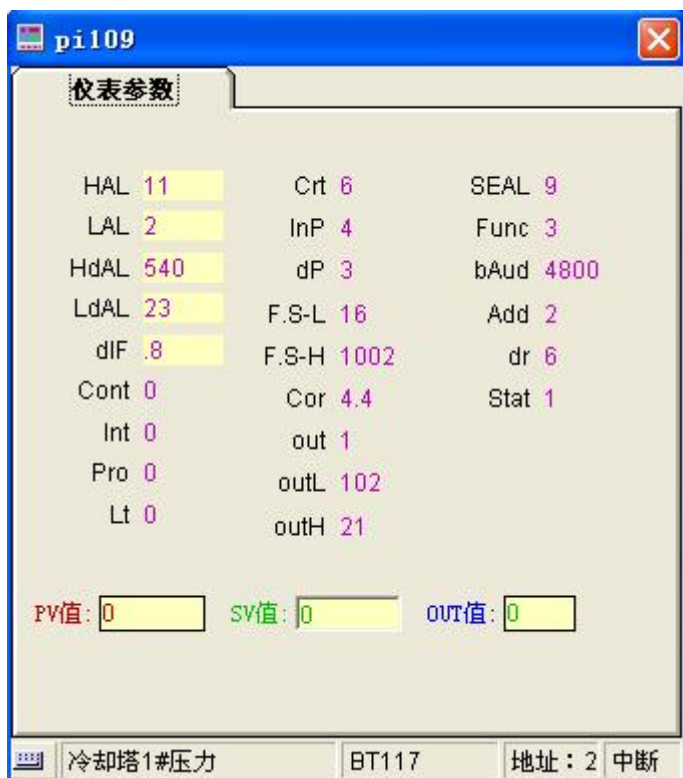 pi109
仪表参数
HAL 11 Crt 6 SEAL 9
LAL 2 InP 4 Func 3
HdAL 540 dP 3 bAud 4800
LdAL 23 F.S-L 16 Add 2
dIF .8 F.S-H 1002 dr 6
Cont 0 Cor 4.4 Stat 1
Int 0 out 1
Pro 0 outL 102
Lt 0 outH 21
PV值: 0 SV值: 0 OUT值: 0
冷却塔1#压力 BT117 地址：2 中断